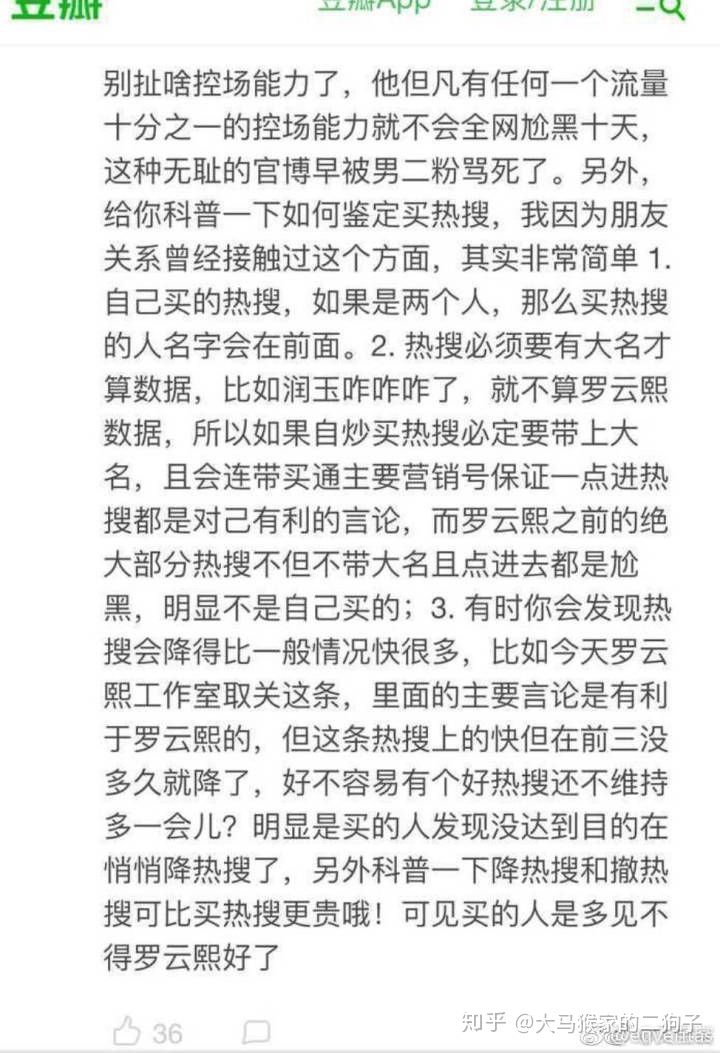 豆瓣
豆瓣App
登录/注册
别扯啥控场能力了，他但凡有任何一个流量
十分之一的控场能力就不会全网尬黑十天，
这种无耻的官博早被男二粉骂死了。另外，
给你科普一下如何鉴定买热搜，我因为朋友
关系曾经接触过这个方面，其实非常简单 1.
自己买的热搜，如果是两个人，那么买热搜
的人名字会在前面。2. 热搜必须要有大名才
算数据，比如润玉咋咋咋了，就不算罗云熙
数据，所以如果自炒买热搜必定要带上大
名，且会连带买通主要营销号保证一点进热
搜都是对己有利的言论，而罗云熙之前的绝
大部分热搜不但不带大名且点进去都是尬
黑，明显不是自己买的；3. 有时你会发现热
搜会降得比一般情况快很多，比如今天罗云
熙工作室取关这条，里面的主要言论是有利
于罗云熙的，但这条热搜上的快但在前三没
多久就降了，好不容易有个好热搜还不维持
多一会儿？明显是买的人发现没达到目的在
悄悄降热搜了，另外科普一下降热搜和撤热
搜可比买热搜更贵哦！可见买的人是多见不
得罗云熙好了
36
知乎 @大马猴家的二狗子